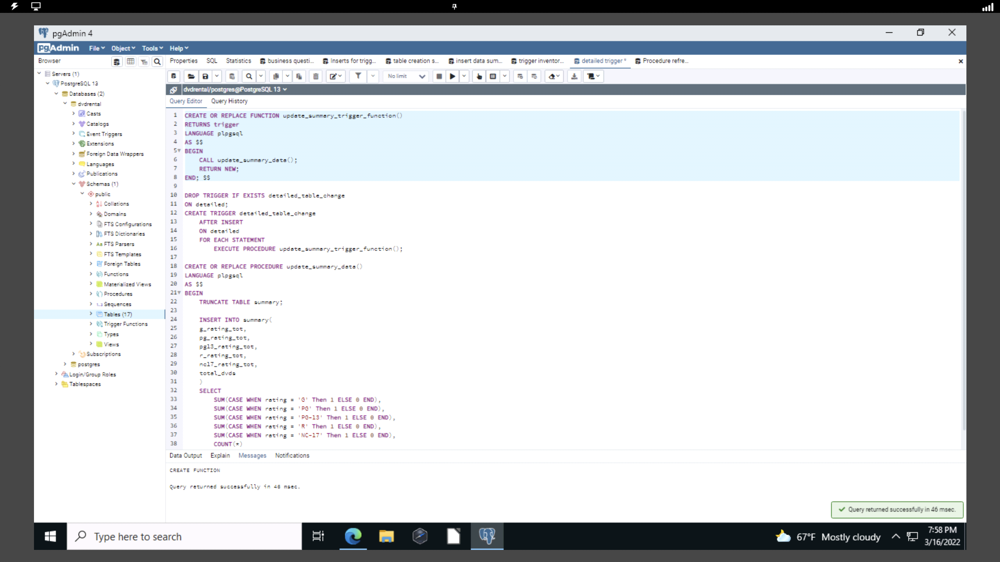 pgAdmin 4
pgAdmin File Object Tools Help
Browser
Properties SQL Statistics business questi... Inserts for trigg... table creation s... insert data sum... trigger inventor... detailed trigger * Procedure refre...
No limit
dvdrental/postgres@PostgreSQL 13
Query Editor Query History
Servers (1)
PostgreSQL 13
Databases (2)
dvdrental
Casts
Catalogs
Event Triggers
Extensions
Foreign Data Wrappers
Languages
Publications
Schemas (1)
public
Collations
Domains
FTS Configurations
FTS Dictionaries
FTS Parsers
FTS Templates
Foreign Tables
Functions
Materialized Views
Procedures
Sequences
Tables (17)
Trigger Functions
Types
Views
Subscriptions
postgres
Login/Group Roles
Tablespaces
1 CREATE OR REPLACE FUNCTION update_summary_trigger_function()
2 RETURNS trigger
3 LANGUAGE plpgsql
4 AS $$
5 BEGIN
6 CALL update_summary_data();
7 RETURN NEW;
8 END; $$
9
10 DROP TRIGGER IF EXISTS detailed_table_change
11 ON detailed;
12 CREATE TRIGGER detailed_table_change
13 AFTER INSERT
14 ON detailed
15 FOR EACH STATEMENT
16 EXECUTE PROCEDURE update_summary_trigger_function();
17
18 CREATE OR REPLACE PROCEDURE update_summary_data()
19 LANGUAGE plpgsql
20 AS $$
21 BEGIN
22 TRUNCATE TABLE summary;
23
24 INSERT INTO summary(
25 g_rating_tot,
26 pg_rating_tot,
27 pg13_rating_tot,
28 r_rating_tot,
29 nc17_rating_tot,
30 total_dvds
31 )
32 SELECT
33 SUM(CASE WHEN rating = 'G' Then 1 ELSE 0 END),
34 SUM(CASE WHEN rating = 'PG' Then 1 ELSE 0 END),
35 SUM(CASE WHEN rating = 'PG-13' Then 1 ELSE 0 END),
36 SUM(CASE WHEN rating = 'R' Then 1 ELSE 0 END),
37 SUM(CASE WHEN rating = 'NC-17' Then 1 ELSE 0 END),
38 COUNT(*)
Data Output Explain Messages Notifications
CREATE FUNCTION
Query returned successfully in 46 msec.
Query returned successfully in 46 msec.
Type here to search
67°F Mostly cloudy
7:58 PM
3/16/2022